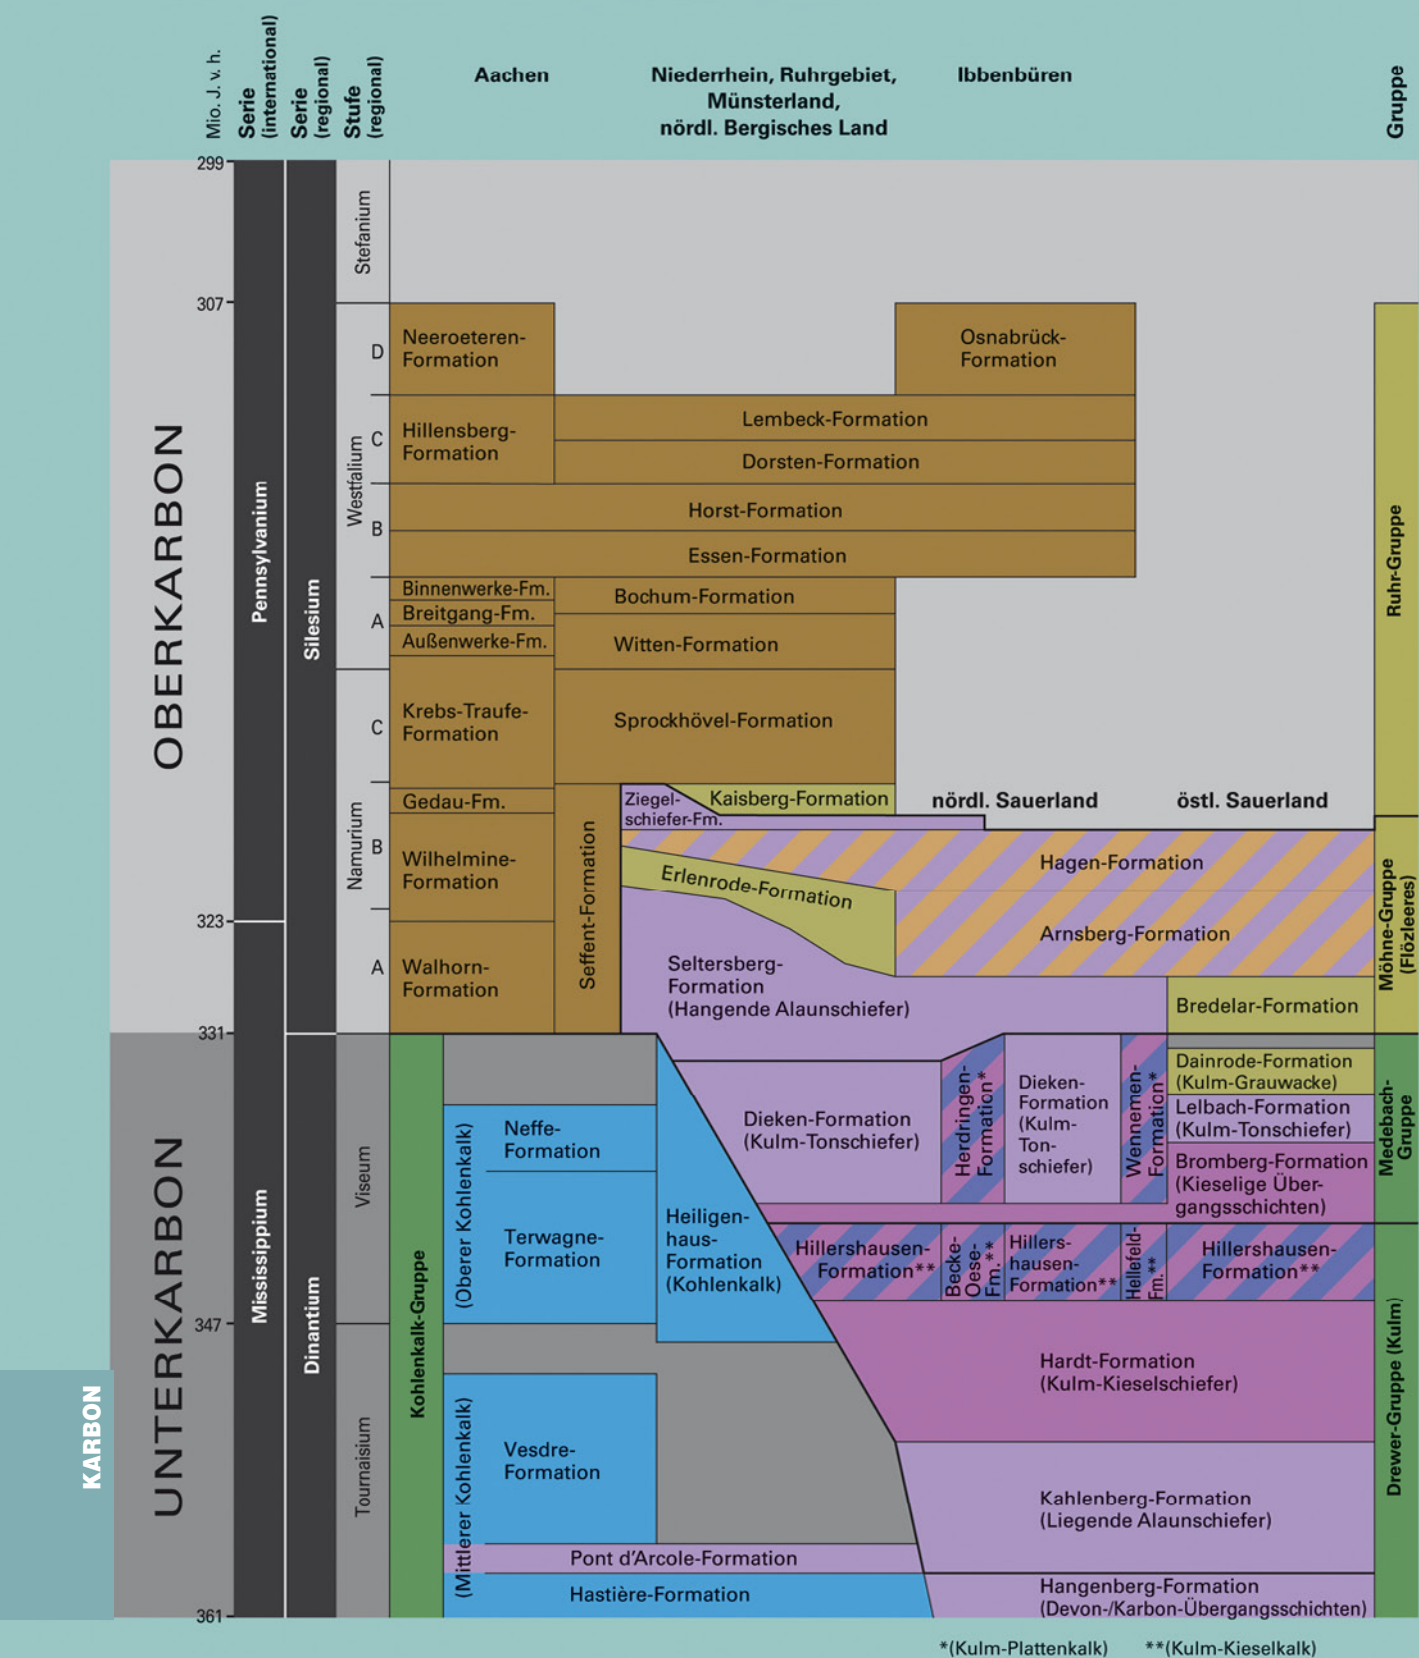 Mio. J. v. h.
Serie
(international)
Serie
(regional)
Stufe
(regional)
Aachen
Niederrhein, Ruhrgebiet,
Münsterland,
nördl. Bergisches Land
Ibbenbüren
Gruppe
299
307
323
331
347
361
OBERKARBON
UNTERKARBON
KARBON
Pennsylvanium
Mississippium
Silesium
Dinantium
Stefanium
Westfalium
D
C
B
A
Namurium
C
B
A
Viseum
Tournaisium
Neeroeteren-
Formation
Osnabrück-
Formation
Hillensberg-
Formation
Lembeck-Formation
Dorsten-Formation
Horst-Formation
Essen-Formation
Binnenwerke-Fm.
Breitgang-Fm.
Außenwerke-Fm.
Bochum-Formation
Witten-Formation
Krebs-Traufe-
Formation
Sprockhövel-Formation
Gedau-Fm.
Wilhelmine-
Formation
Walhorn-
Formation
Seffent-Formation
Ziegel-
schiefer-Fm.
Kaisberg-Formation
nördl. Sauerland
östl. Sauerland
Hagen-Formation
Erlenrode-Formation
Arnsberg-Formation
Seltersberg-
Formation
(Hangende Alaunschiefer)
Bredelar-Formation
Kohlenkalk-Gruppe
(Oberer Kohlenkalk)
Neffe-
Formation
Terwagne-
Formation
Heiligen-
haus-
Formation
(Kohlenkalk)
Dieken-Formation
(Kulm-Tonschiefer)
Herdringen-
Formation*
Dieken-
Formation
(Kulm-
Ton-
schiefer)
Wennemen-
Formation*
Dainrode-Formation
(Kulm-Grauwacke)
Lelbach-Formation
(Kulm-Tonschiefer)
Bromberg-Formation
(Kieselige Über-
gangsschichten)
Hillershausen-
Formation**
Becke-
Oese-
Fm.**
Hillers-
hausen-
Formation**
Hellefeld-
Fm.**
Hillershausen-
Formation**
Hardt-Formation
(Kulm-Kieselschiefer)
(Mittlerer Kohlenkalk)
Vesdre-
Formation
Kahlenberg-Formation
(Liegende Alaunschiefer)
Pont d'Arcole-Formation
Hastière-Formation
Hangenberg-Formation
(Devon-/Karbon-Übergangsschichten)
Ruhr-Gruppe
Möhne-Gruppe
(Flözleeres)
Medebach-
Gruppe
Drewer-Gruppe (Kulm)
*(Kulm-Plattenkalk)
**(Kulm-Kieselkalk)